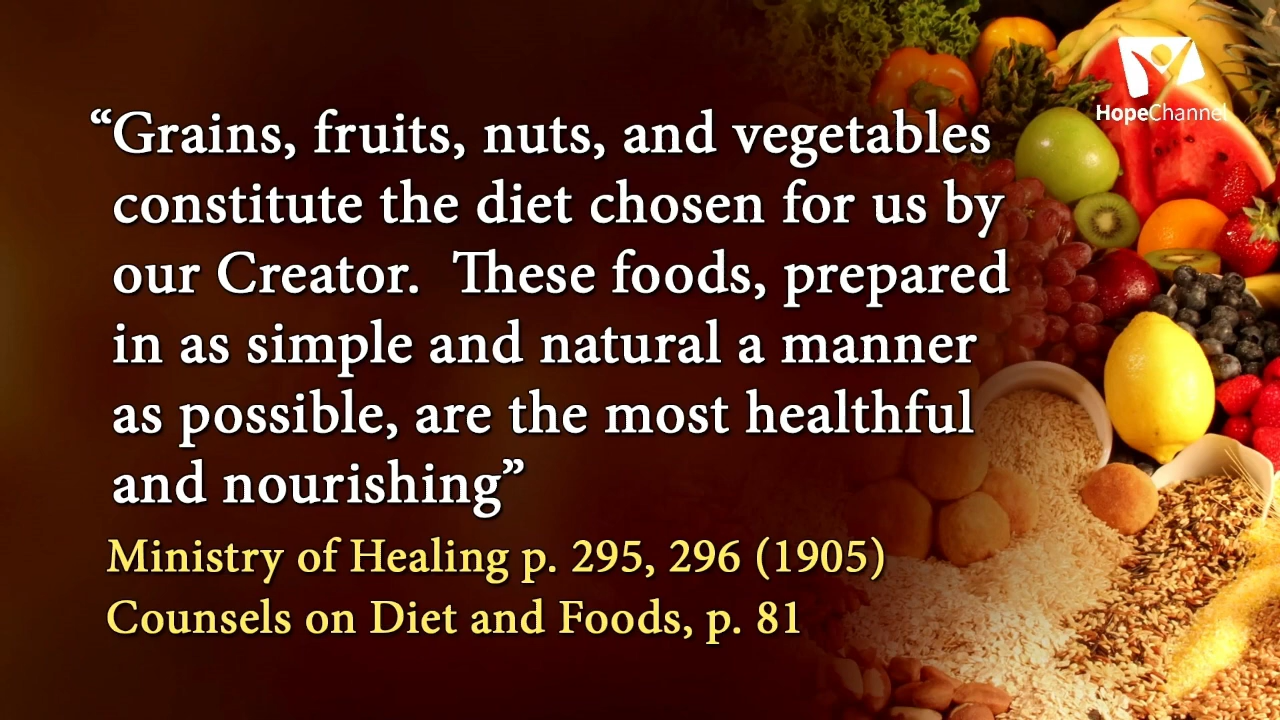 “Grains, fruits, nuts, and vegetables
constitute the diet chosen for us by
our Creator.  These foods, prepared
in as simple and natural a manner
as possible, are the most healthful
and nourishing”
Ministry of Healing p. 295, 296 (1905)
Counsels on Diet and Foods, p. 81
HopeChannel